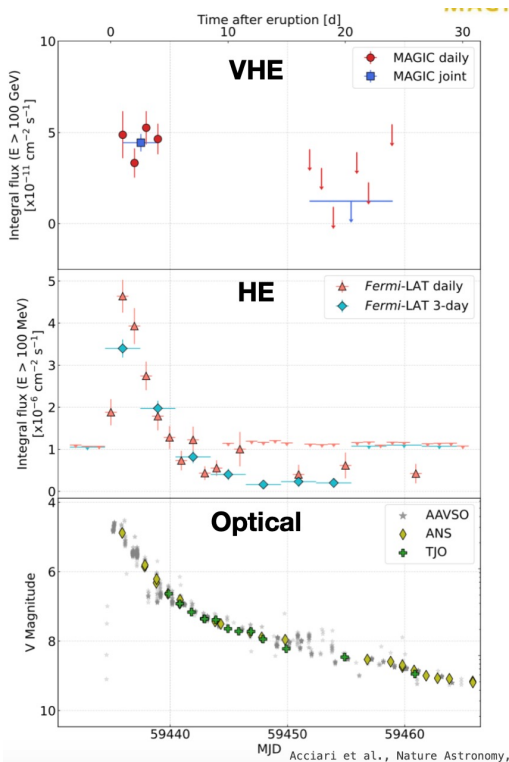 Time after eruption [d]
0 10 20 30
10
5
0
Integral flux (E > 100 GeV)
[x10⁻¹¹ cm⁻² s⁻¹]
VHE
MAGIC daily
MAGIC joint
5
4
3
2
1
0
Integral flux (E > 100 MeV)
[x10⁻⁶ cm⁻² s⁻¹]
HE
Fermi-LAT daily
Fermi-LAT 3-day
4
6
8
10
V Magnitude
Optical
AAVSO
ANS
TJO
59440 59450 59460
MJD
Acciari et al., Nature Astronomy,